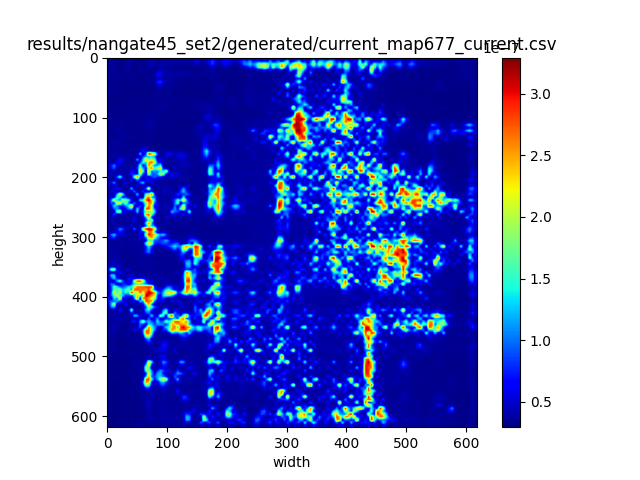 results/nangate45_set2/generated/current_map677_current.csv
1e−7
0
100
200
300
400
500
600
height
0 100 200 300 400 500 600
width
3.0
2.5
2.0
1.5
1.0
0.5